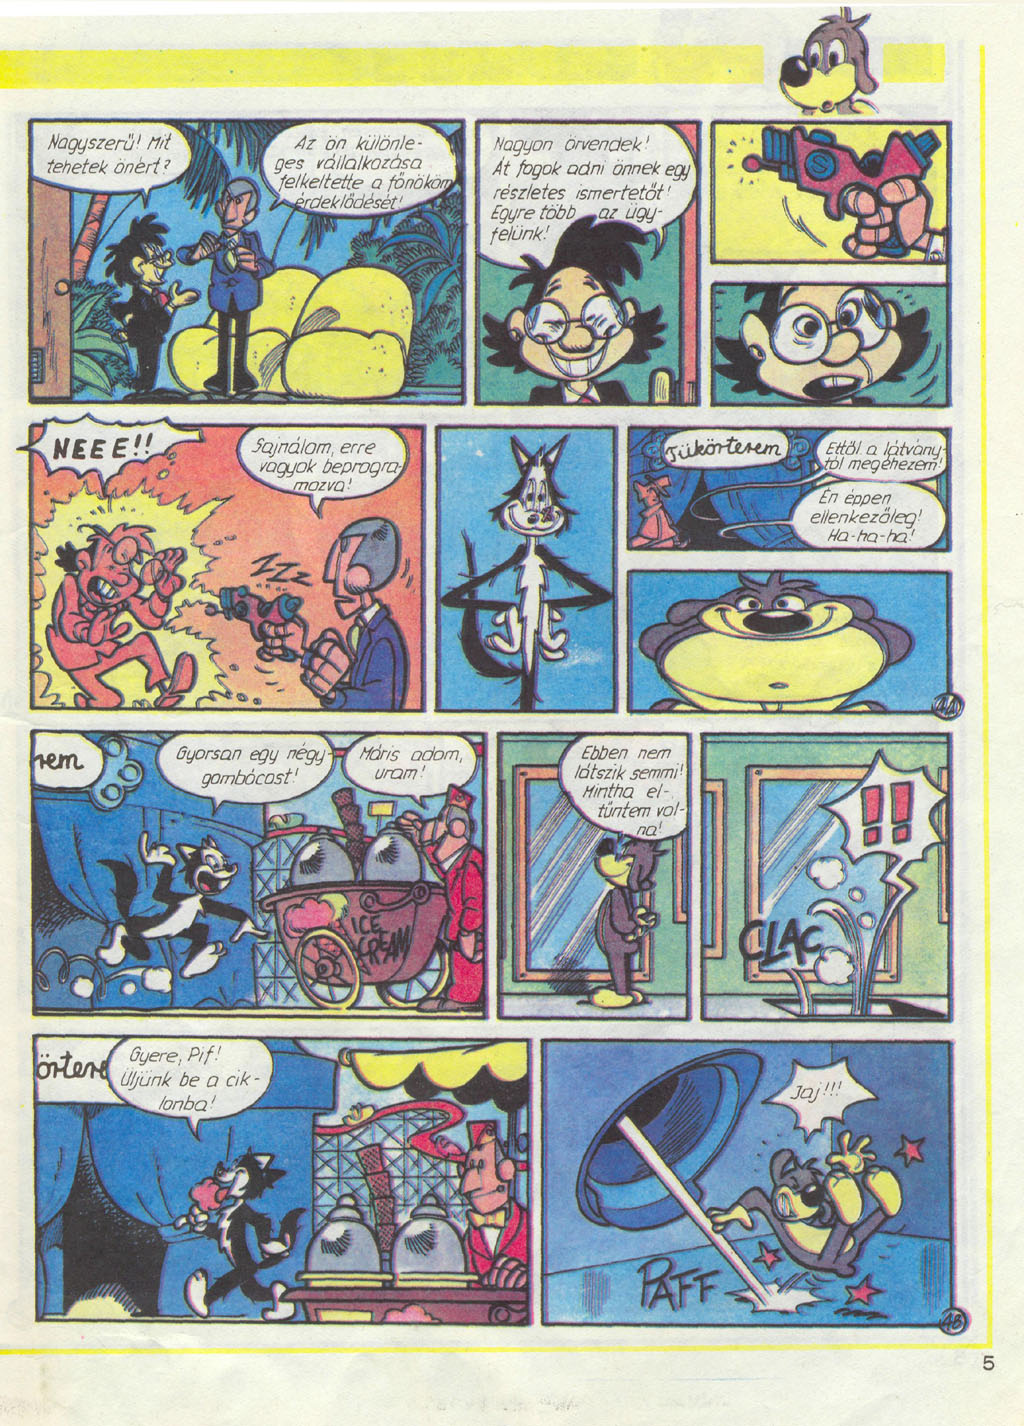 Nagyszerű! Mit
tehetek önért?
Az ön különle-
ges vállalkozása
felkeltette a főnököm
érdeklődését!
Nagyon örvendek!
Át fogok adni önnek egy
részletes ismertetőt!
Egyre több az ügy-
felünk!
S
NEEE!!
Sajnálom, erre
vagyok beprogra-
mozva!
ZZZ
Tükörterem
Ettől a látvány-
tól megéhezem!
Én éppen
ellenkezőleg!
Ha-ha-ha!
4A
rem
Gyorsan egy négy-
gombócost!
Máris adom,
uram!
ICE
CREAM
Ebben nem
látszik semmi!
Mintha el-
tűntem vol-
na!
!!
CLAC
örtere
Gyere, Pif!
Üljünk be a cik-
lonba!
Jaj!!!
PAFF
4B
5